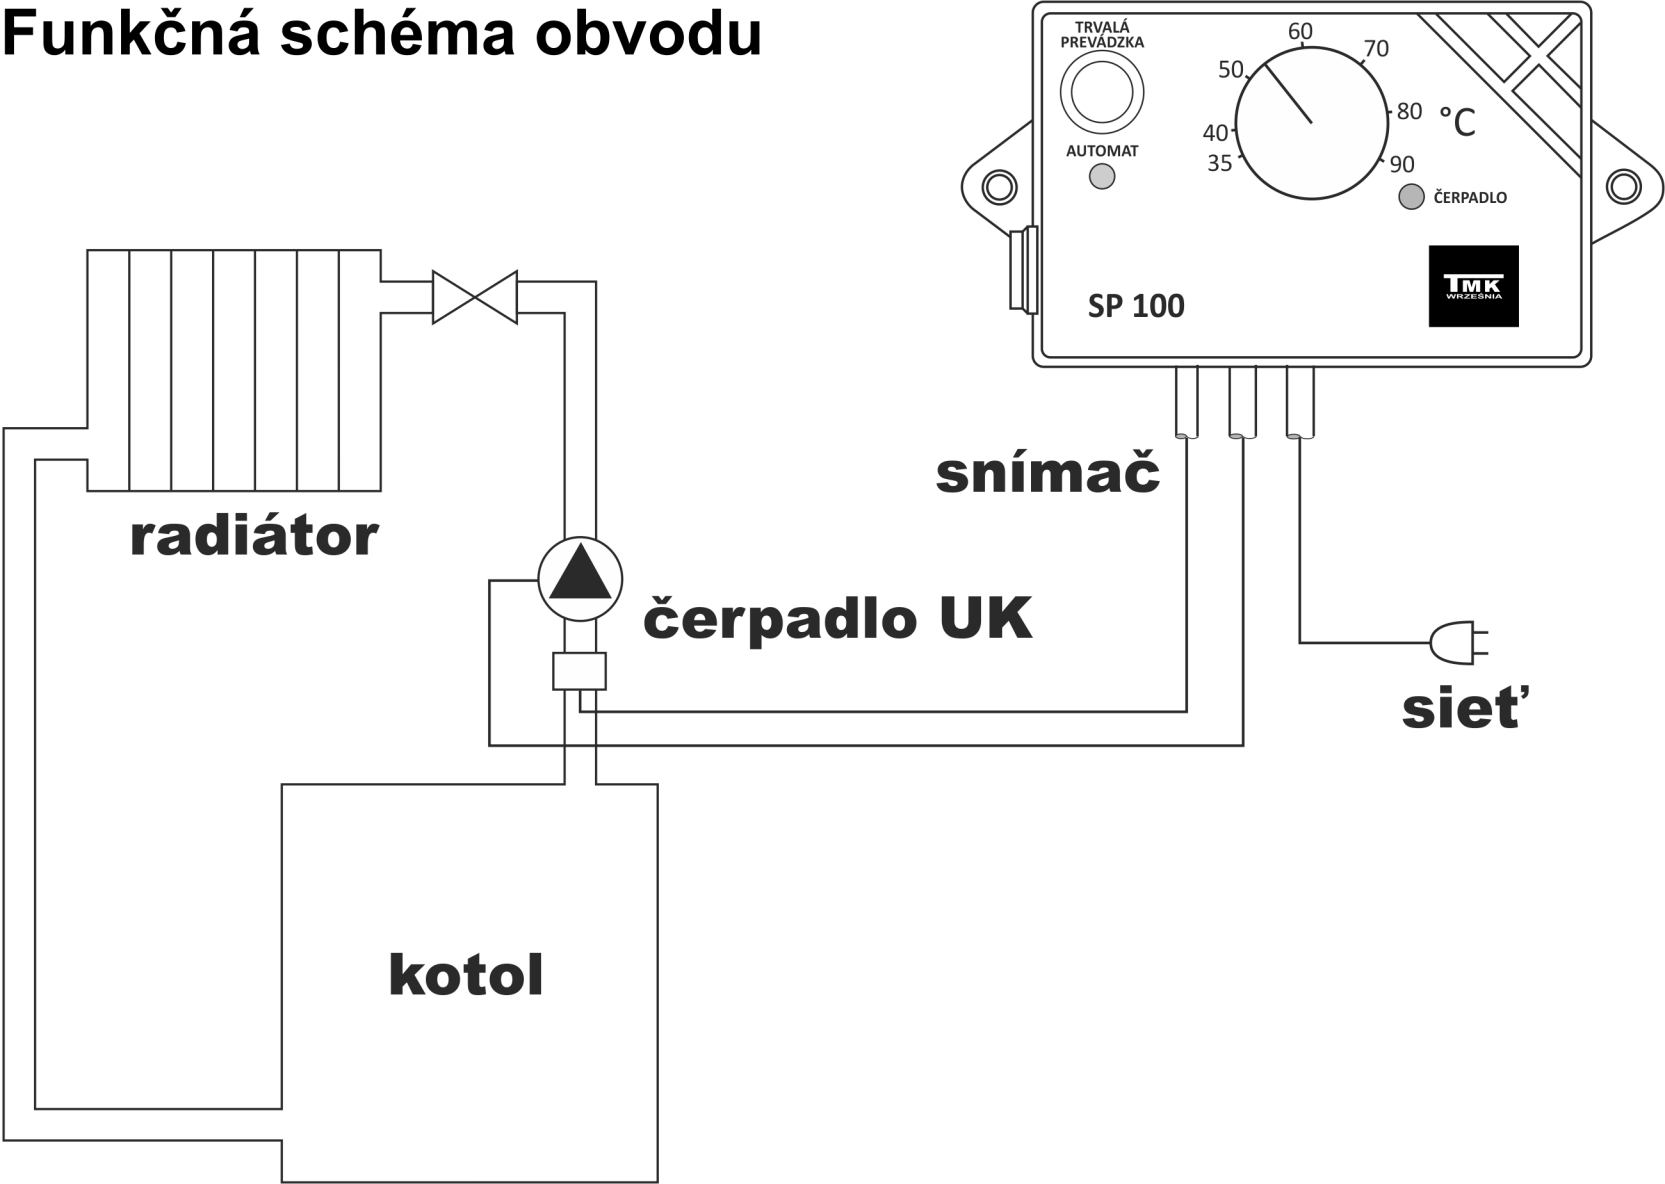 Funkčná schéma obvodu
TRVALÁ
PREVÁDZKA
AUTOMAT
35
40
50
60
70
80
90
°C
ČERPADLO
SP 100
TMK
WRZEŚNIA
snímač
radiátor
čerpadlo UK
sieť
kotol